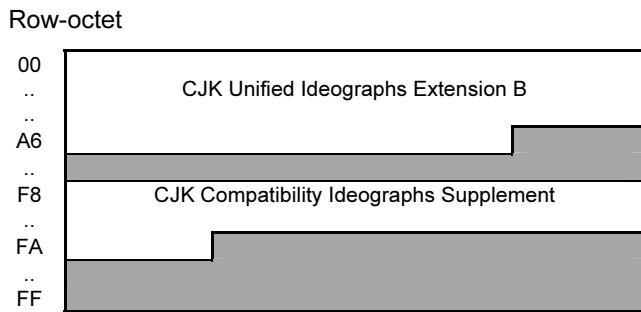 Row-octet
00
..
CJK Unified Ideographs Extension B
..
A6
..
F8
CJK Compatibility Ideographs Supplement
..
FA
..
FF